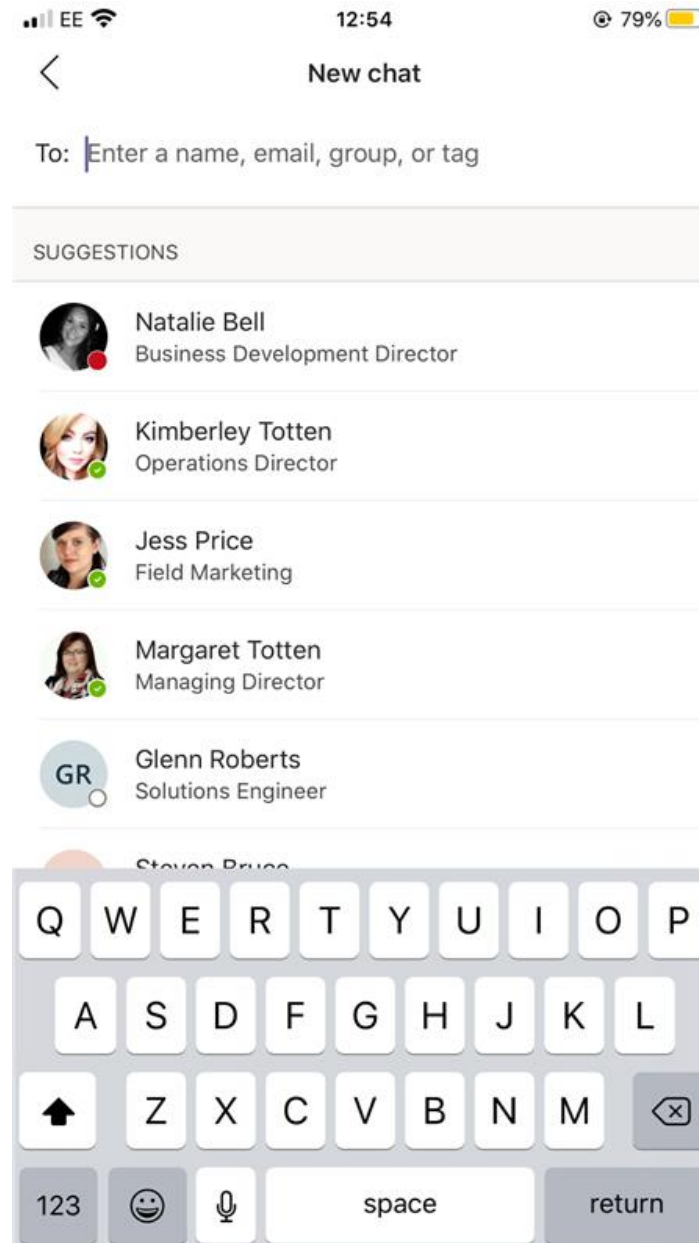 EE 12:54 79%
New chat
To: Enter a name, email, group, or tag
SUGGESTIONS
Natalie Bell
Business Development Director
Kimberley Totten
Operations Director
Jess Price
Field Marketing
Margaret Totten
Managing Director
GR
Glenn Roberts
Solutions Engineer
Steven Bruce
Q W E R T Y U I O P
A S D F G H J K L
Z X C V B N M
123 space return